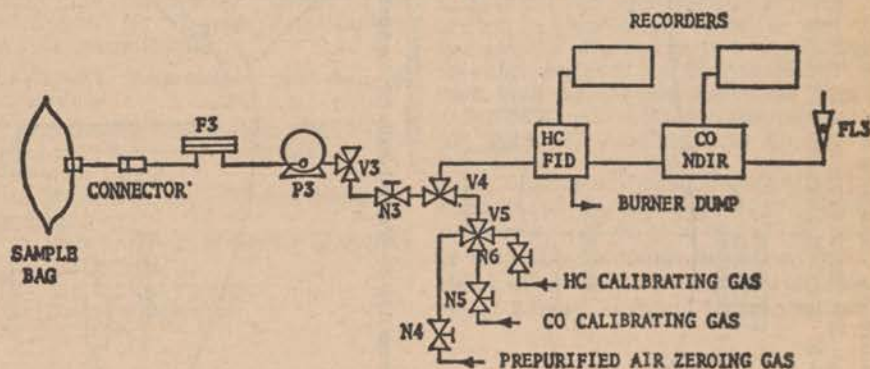 RECORDERS
F3
HC
FID
CO
NDIR
FL3
CONNECTOR
P3
V3
V4
N3
BURNER DUMP
V5
SAMPLE
BAG
N6
HC CALIBRATING GAS
N5
CO CALIBRATING GAS
N4
PREPURIFIED AIR ZEROING GAS